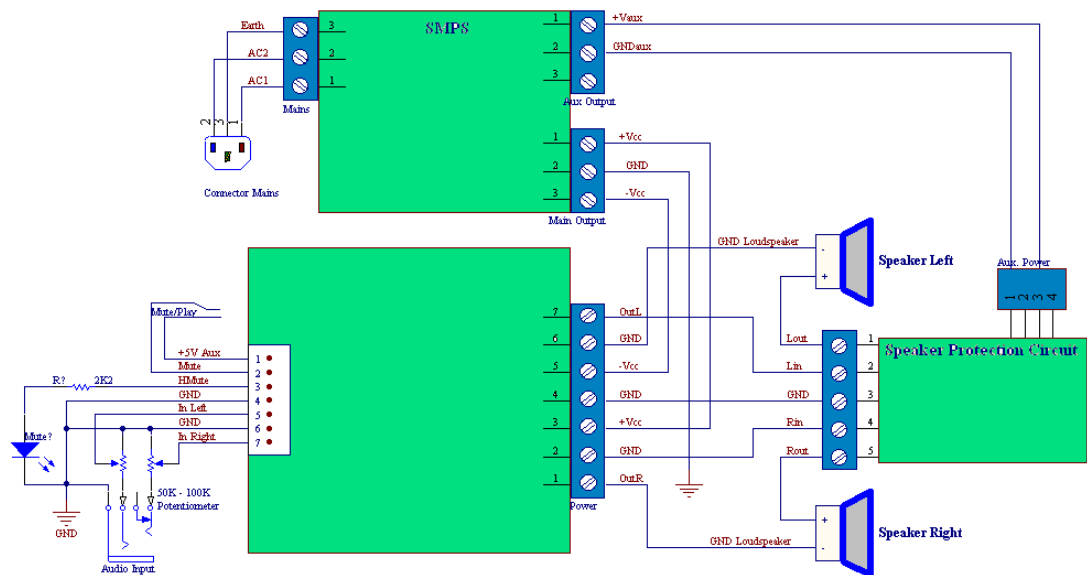 SMPS
Earth
AC2
AC1
3
2
1
Mains
2
3
1
Connector Mains
1
2
3
+Vaux
GNDaux
Aux Output
1
2
3
+Vcc
GND
-Vcc
Main Output
GND Loudspeaker
-
+
Speaker Left
Aux. Power
1
2
3
4
Mute/Play
+5V Aux
Mute
HMute
GND
In Left
GND
In Right
1
2
3
4
5
6
7
R?
2K2
Mute?
GND
50K - 100K
Potentiometer
Audio Input
7
6
5
4
3
2
1
OutL
GND
-Vcc
GND
+Vcc
GND
OutR
Power
Lout
Lin
GND
Rin
Rout
1
2
3
4
5
Speaker Protection Circuit
+
-
Speaker Right
GND Loudspeaker